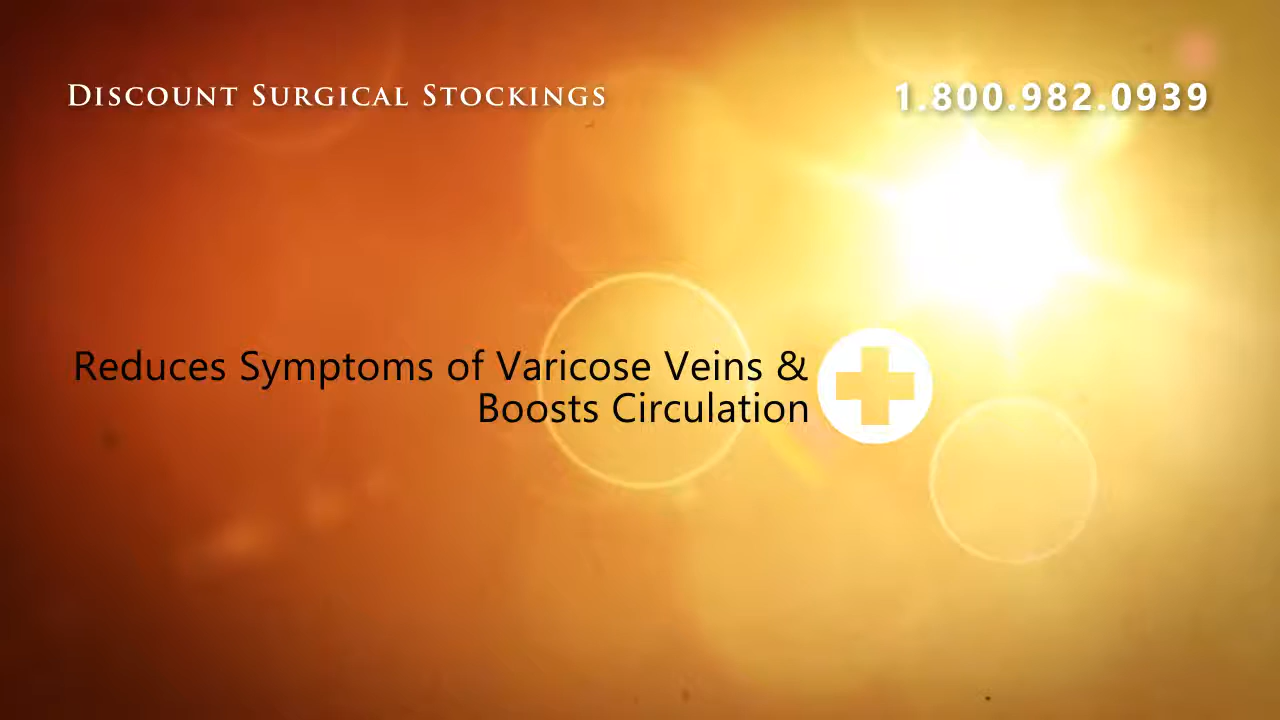 Discount Surgical Stockings
1.800.982.0939
Reduces Symptoms of Varicose Veins &
Boosts Circulation